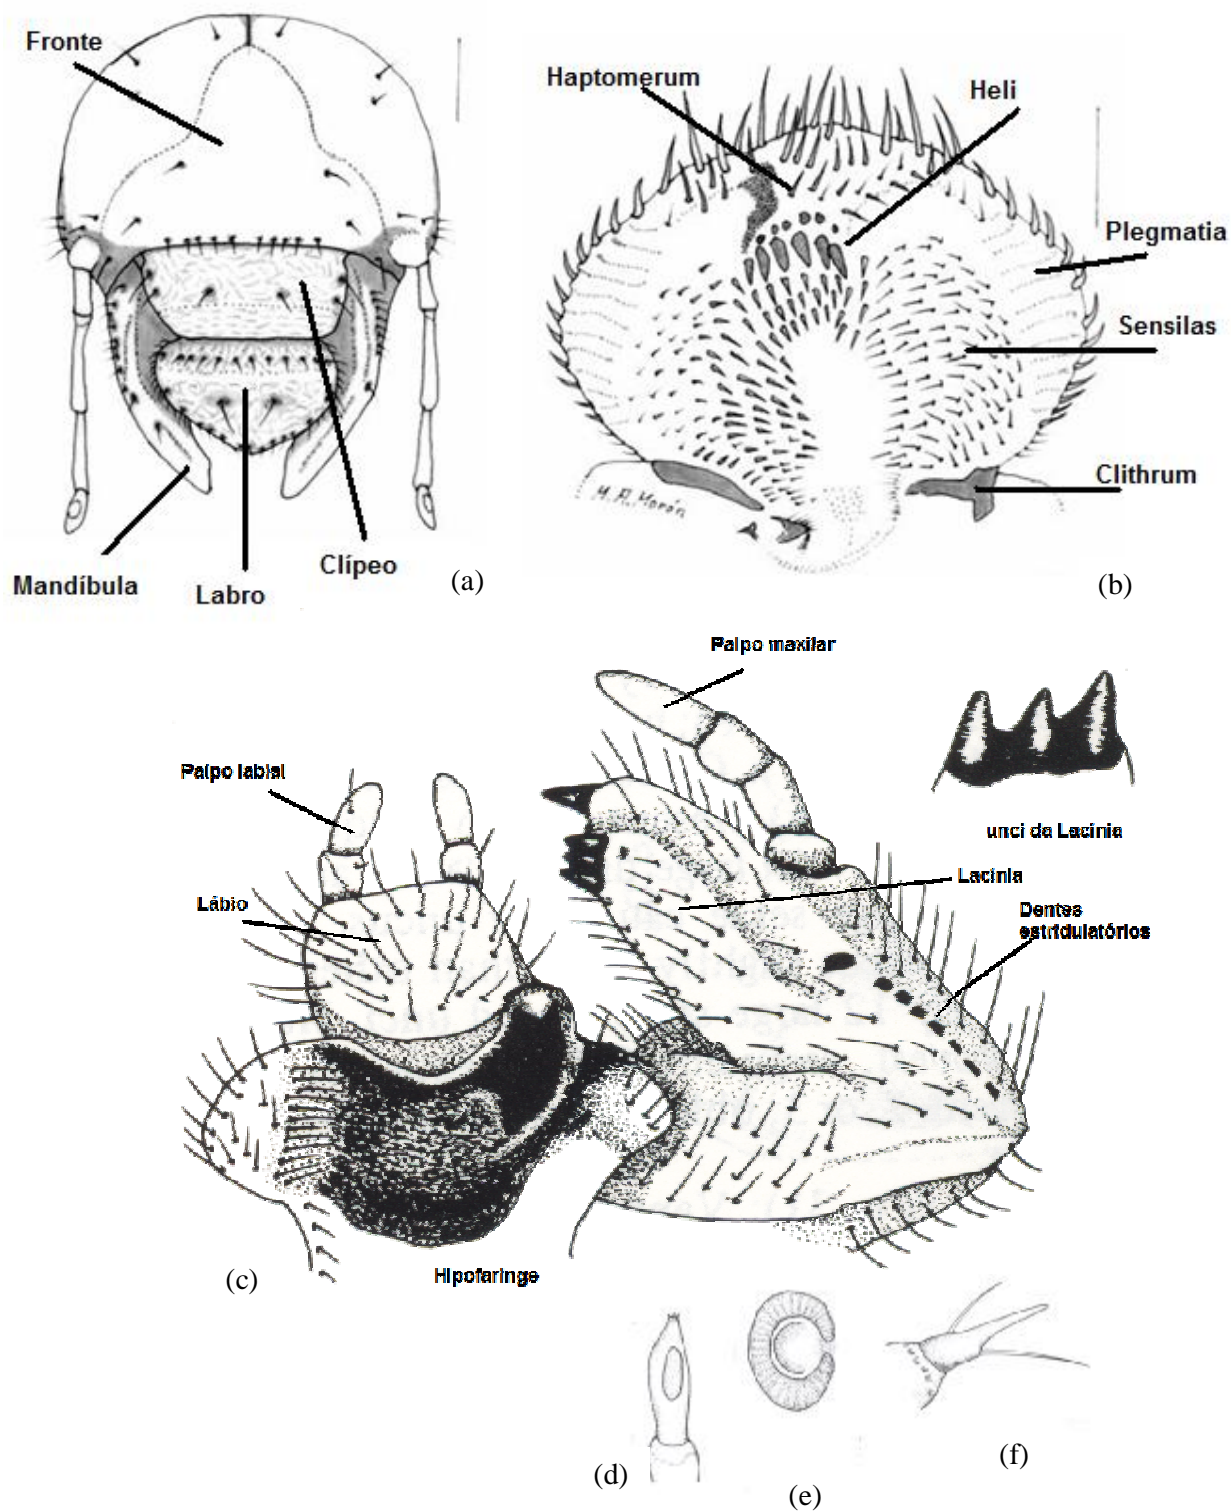 Fronte
Haptomerum
Heli
Plegmatia
Sensilas
Clithrum
M.A. Morón
Mandíbula
Labro
Clípeo
(a)
(b)
Palpo maxilar
Palpo labial
unci da Lacinia
Lacinia
Lábio
Dentes
estridulatórios
(c)
Hipofaringe
(d)
(e)
(f)